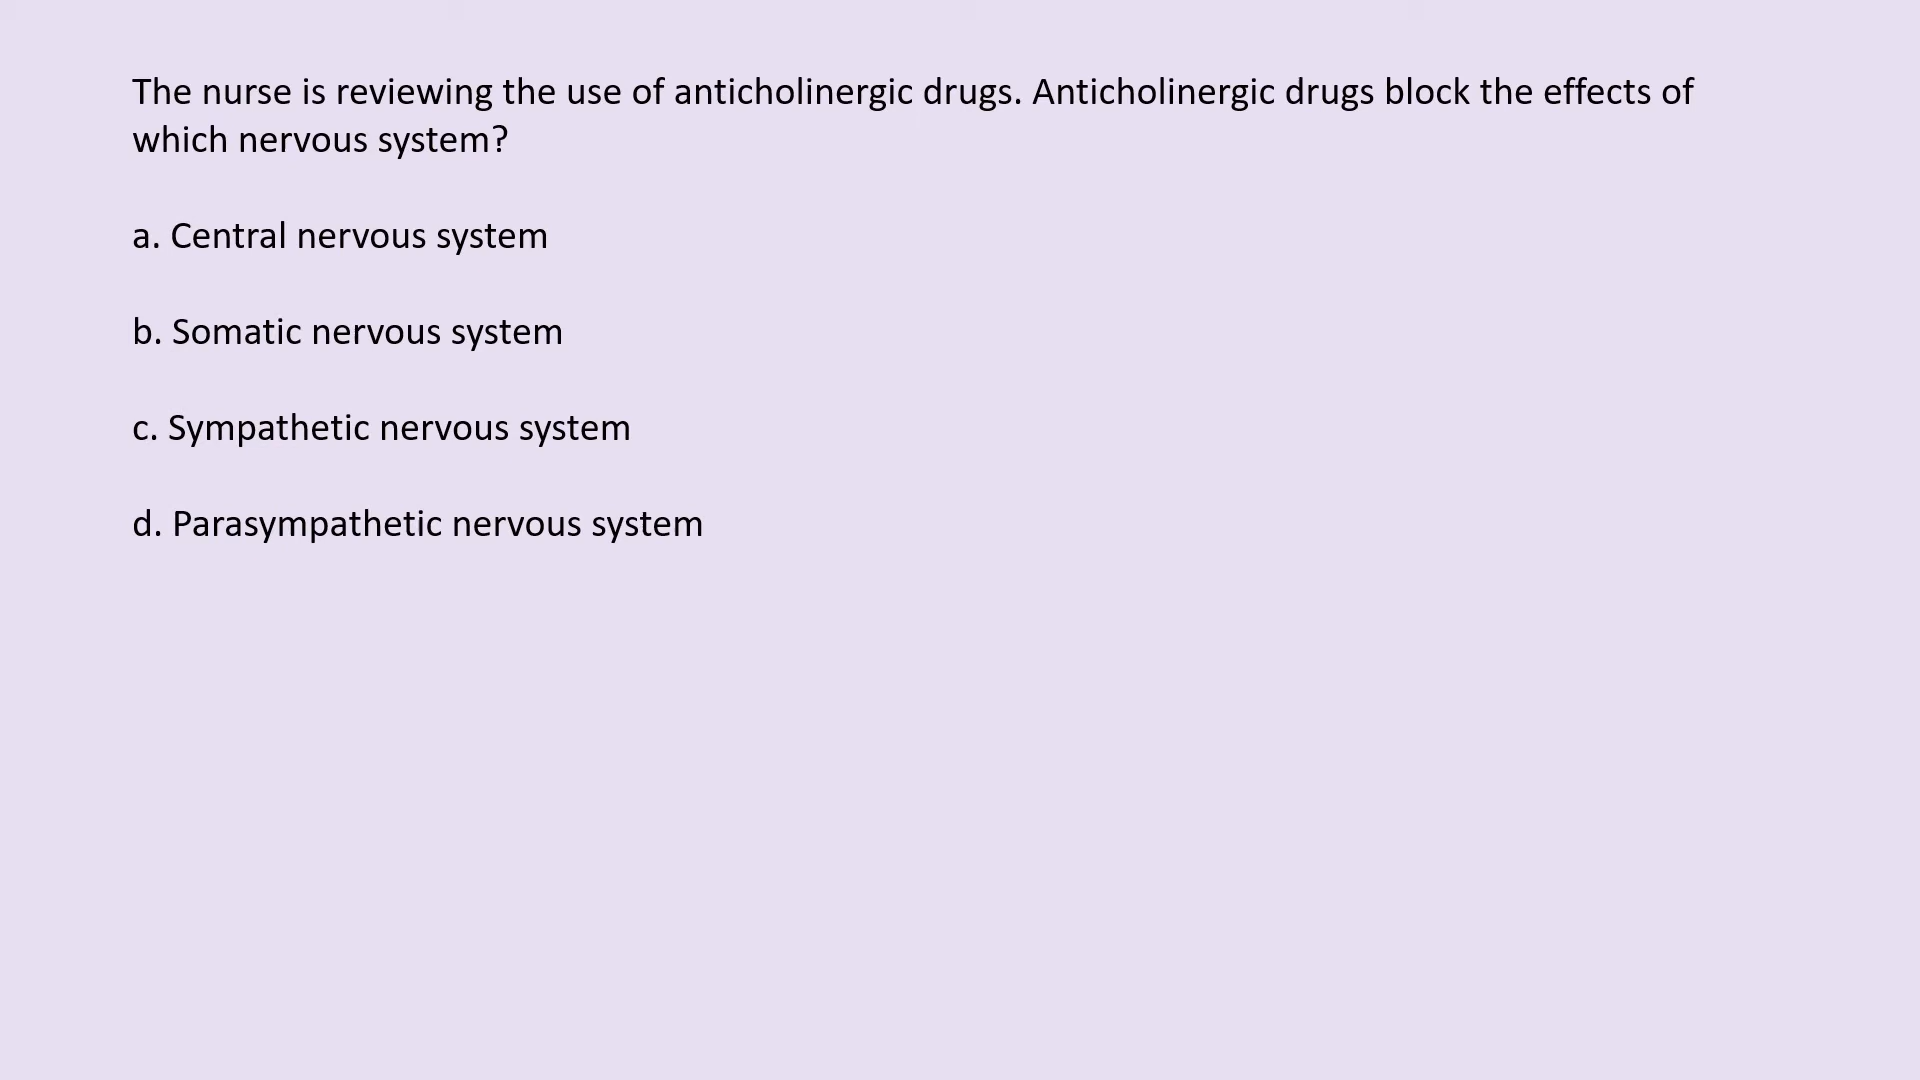 The nurse is reviewing the use of anticholinergic drugs. Anticholinergic drugs block the effects of
which nervous system?
a. Central nervous system
b. Somatic nervous system
c. Sympathetic nervous system
d. Parasympathetic nervous system